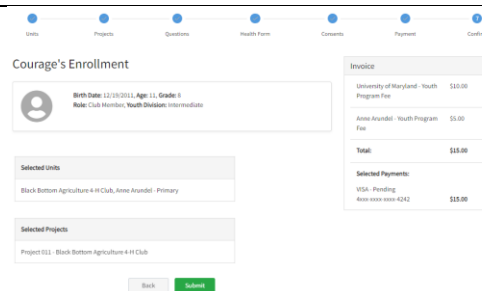 Units
Projects
Questions
Health Form
Consents
Payment
7
Confi
Courage's Enrollment
Birth Date: 12/19/2011, Age: 11, Grade: 6
Role: Club Member, Youth Division: Intermediate
Selected Units
Black Bottom Agriculture 4-H Club, Anne Arundel - Primary
Selected Projects
Project 011 - Black Bottom Agriculture 4-H Club
Back
Submit
Invoice
University of Maryland - Youth $10.00
Program Fee
Anne Arundel - Youth Program $5.00
Fee
Total: $15.00
Selected Payments:
VISA - Pending
4xxx-xxxx-xxxx-4242 $15.00